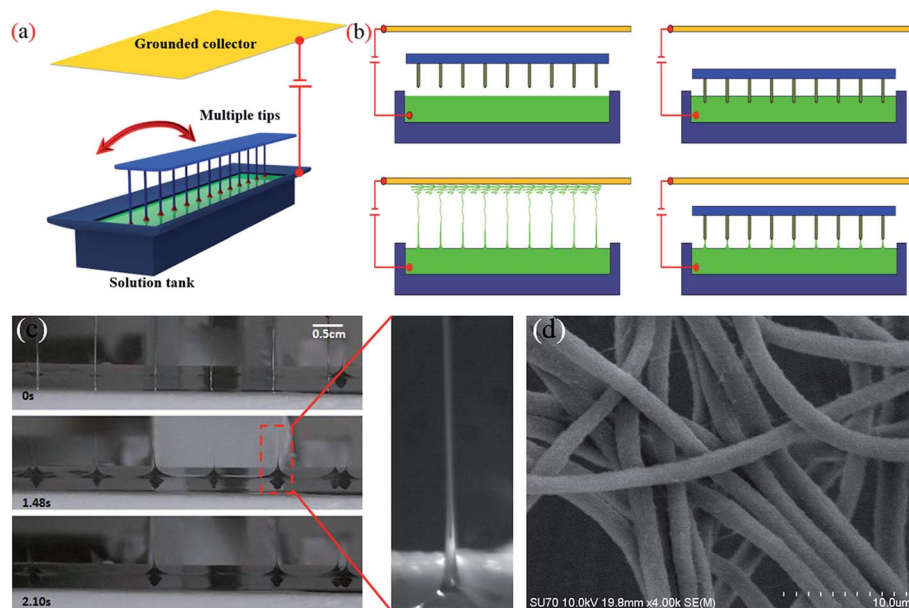 (a)
Grounded collector
Multiple tips
Solution tank
(b)
(c)
0.5cm
0s
1.48s
2.10s
(d)
SU70 10.0kV 19.8mm x4.00k SE(M)
10.0um